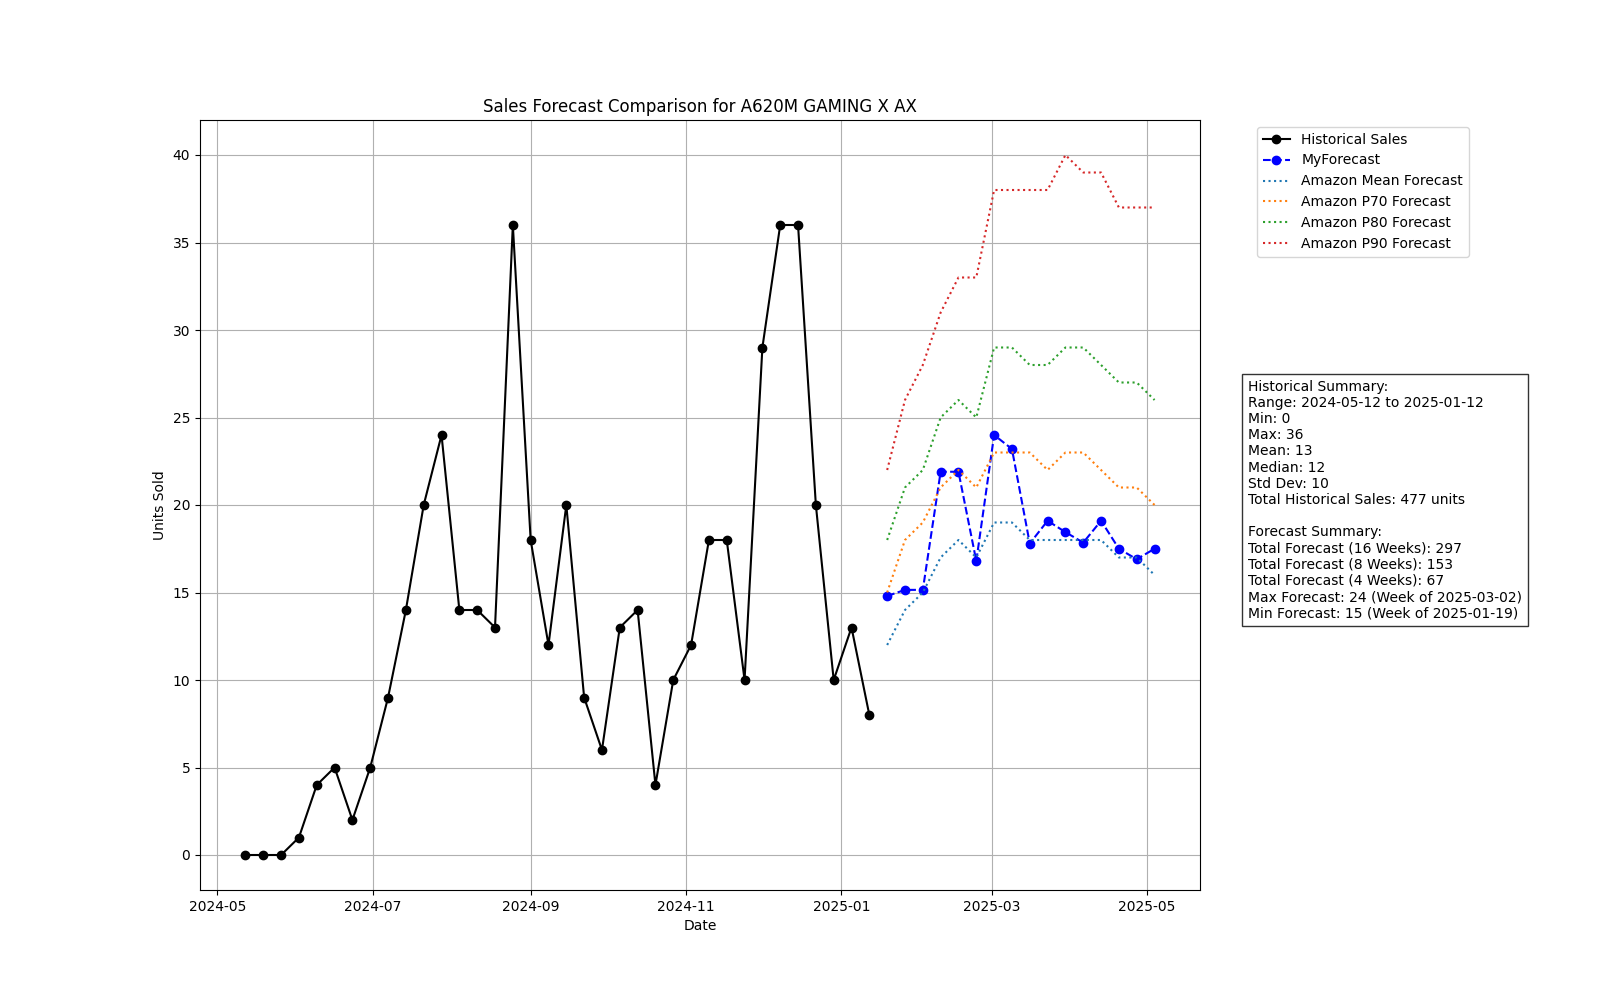 Sales Forecast Comparison for A620M GAMING X AX
Historical Sales
MyForecast
Amazon Mean Forecast
Amazon P70 Forecast
Amazon P80 Forecast
Amazon P90 Forecast
40
35
30
25
20
15
10
5
0
Units Sold
Historical Summary:
Range: 2024-05-12 to 2025-01-12
Min: 0
Max: 36
Mean: 13
Median: 12
Std Dev: 10
Total Historical Sales: 477 units
Forecast Summary:
Total Forecast (16 Weeks): 297
Total Forecast (8 Weeks): 153
Total Forecast (4 Weeks): 67
Max Forecast: 24 (Week of 2025-03-02)
Min Forecast: 15 (Week of 2025-01-19)
2024-05 2024-07 2024-09 2024-11 2025-01 2025-03 2025-05
Date